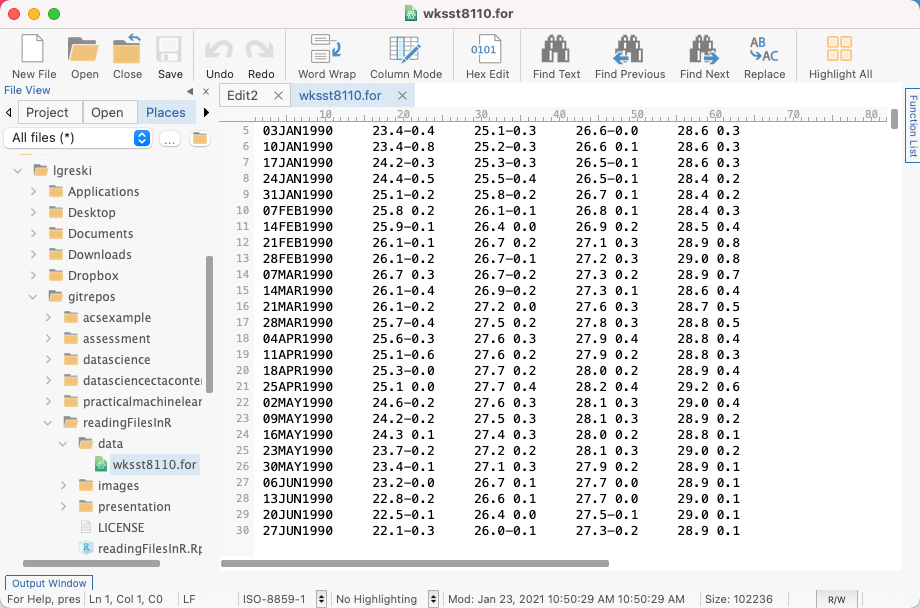 wksst8110.for
New File Open Close Save Undo Redo Word Wrap Column Mode Hex Edit Find Text Find Previous Find Next Replace Highlight All
0101
AB
AC
File View
Project Open Places
All files (*)
...
lgreski
Applications
Desktop
Documents
Downloads
Dropbox
gitrepos
acsexample
assessment
datascience
datasciencectaconte
practicalmachinelear
readingFilesInR
data
wksst8110.for
images
presentation
LICENSE
readingFilesInR.Rp
Edit2 wksst8110.for
10 20 30 40 50 60 70 80
5 03JAN1990 23.4-0.4 25.1-0.3 26.6-0.0 28.6 0.3
6 10JAN1990 23.4-0.8 25.2-0.3 26.6 0.1 28.6 0.3
7 17JAN1990 24.2-0.3 25.3-0.3 26.5-0.1 28.6 0.3
8 24JAN1990 24.4-0.5 25.5-0.4 26.5-0.1 28.4 0.2
9 31JAN1990 25.1-0.2 25.8-0.2 26.7 0.1 28.4 0.2
10 07FEB1990 25.8 0.2 26.1-0.1 26.8 0.1 28.4 0.3
11 14FEB1990 25.9-0.1 26.4 0.0 26.9 0.2 28.5 0.4
12 21FEB1990 26.1-0.1 26.7 0.2 27.1 0.3 28.9 0.8
13 28FEB1990 26.1-0.2 26.7-0.1 27.2 0.3 29.0 0.8
14 07MAR1990 26.7 0.3 26.7-0.2 27.3 0.2 28.9 0.7
15 14MAR1990 26.1-0.4 26.9-0.2 27.3 0.1 28.6 0.4
16 21MAR1990 26.1-0.2 27.2 0.0 27.6 0.3 28.7 0.5
17 28MAR1990 25.7-0.4 27.5 0.2 27.8 0.3 28.8 0.5
18 04APR1990 25.6-0.3 27.6 0.3 27.9 0.4 28.8 0.4
19 11APR1990 25.1-0.6 27.6 0.2 27.9 0.2 28.8 0.3
20 18APR1990 25.3-0.0 27.7 0.2 28.0 0.2 28.9 0.4
21 25APR1990 25.1 0.0 27.7 0.4 28.2 0.4 29.2 0.6
22 02MAY1990 24.6-0.2 27.6 0.3 28.1 0.3 29.0 0.4
23 09MAY1990 24.2-0.2 27.5 0.3 28.1 0.3 28.9 0.2
24 16MAY1990 24.3 0.1 27.4 0.3 28.0 0.2 28.8 0.1
25 23MAY1990 23.7-0.2 27.2 0.2 28.1 0.3 29.0 0.2
26 30MAY1990 23.4-0.1 27.1 0.3 27.9 0.2 28.9 0.1
27 06JUN1990 23.2-0.0 26.7 0.1 27.7 0.0 28.9 0.1
28 13JUN1990 22.8-0.2 26.6 0.1 27.7 0.0 29.0 0.1
29 20JUN1990 22.5-0.1 26.4 0.0 27.5-0.1 29.0 0.1
30 27JUN1990 22.1-0.3 26.0-0.1 27.3-0.2 28.9 0.1
Function List
Output Window
For Help, pres Ln 1, Col 1, C0 LF ISO-8859-1 No Highlighting Mod: Jan 23, 2021 10:50:29 AM 10:50:29 AM Size: 102236 R/W